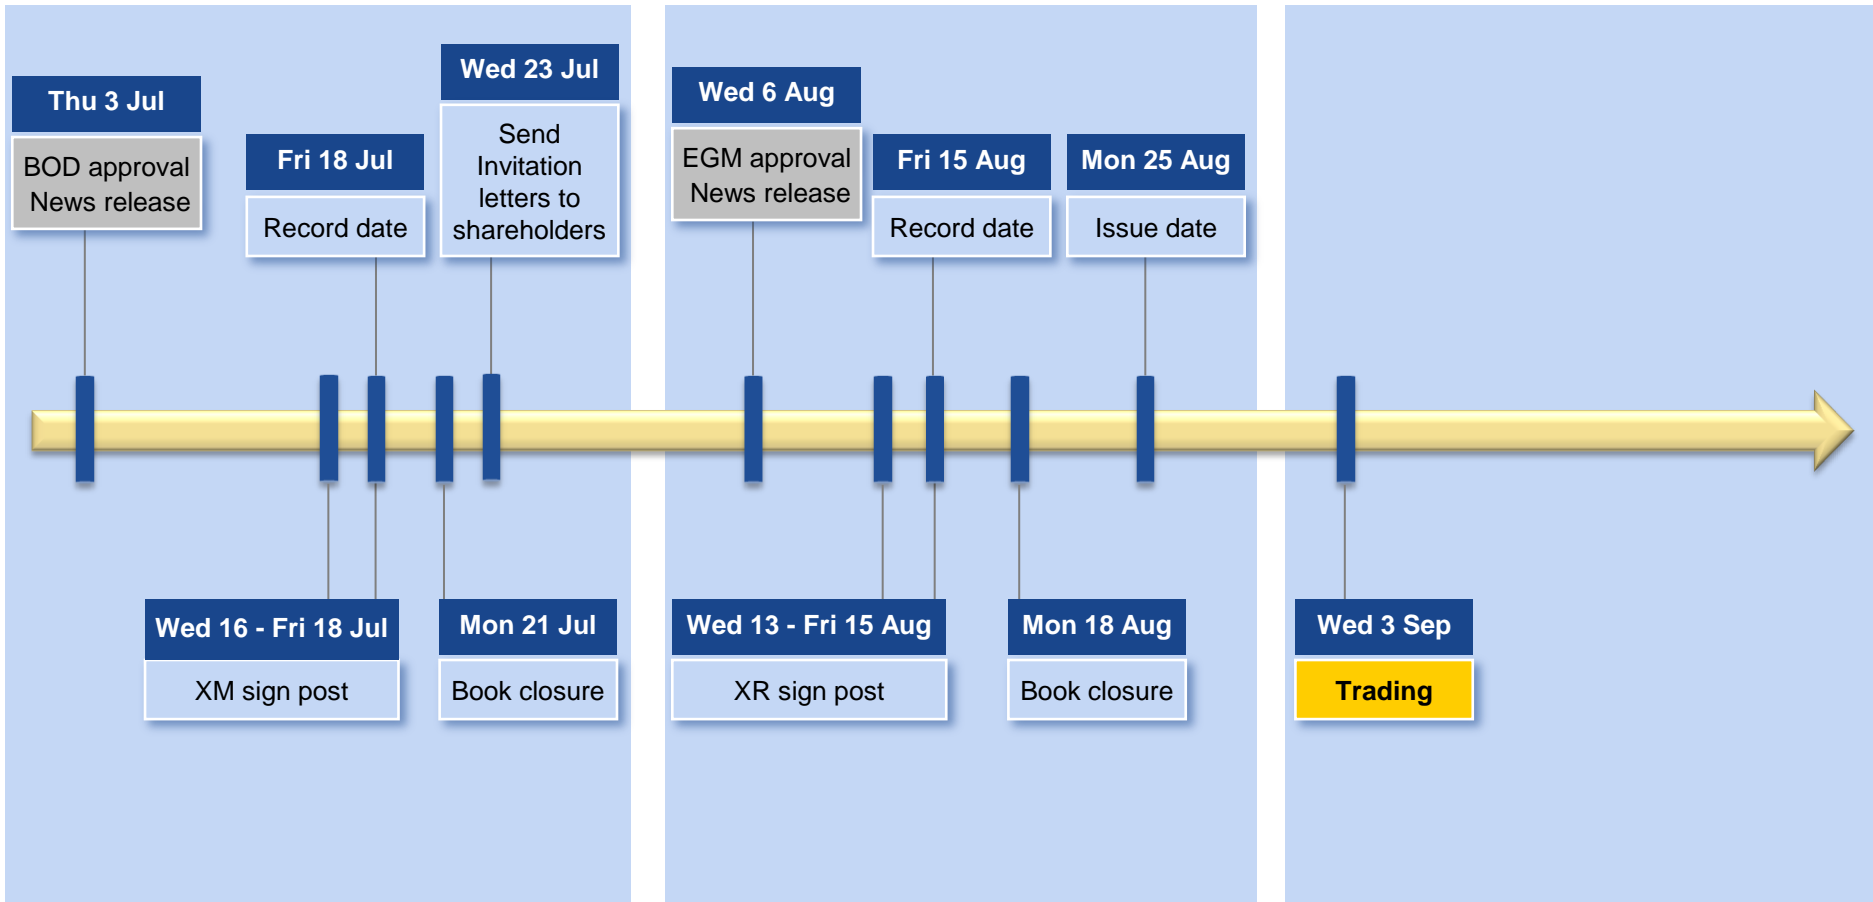 Thu 3 Jul
BOD approval
News release
Fri 18 Jul
Record date
Wed 23 Jul
Send
Invitation
letters to
shareholders
Wed 16 - Fri 18 Jul
XM sign post
Mon 21 Jul
Book closure
Wed 6 Aug
EGM approval
News release
Fri 15 Aug
Record date
Mon 25 Aug
Issue date
Wed 13 - Fri 15 Aug
XR sign post
Mon 18 Aug
Book closure
Wed 3 Sep
Trading